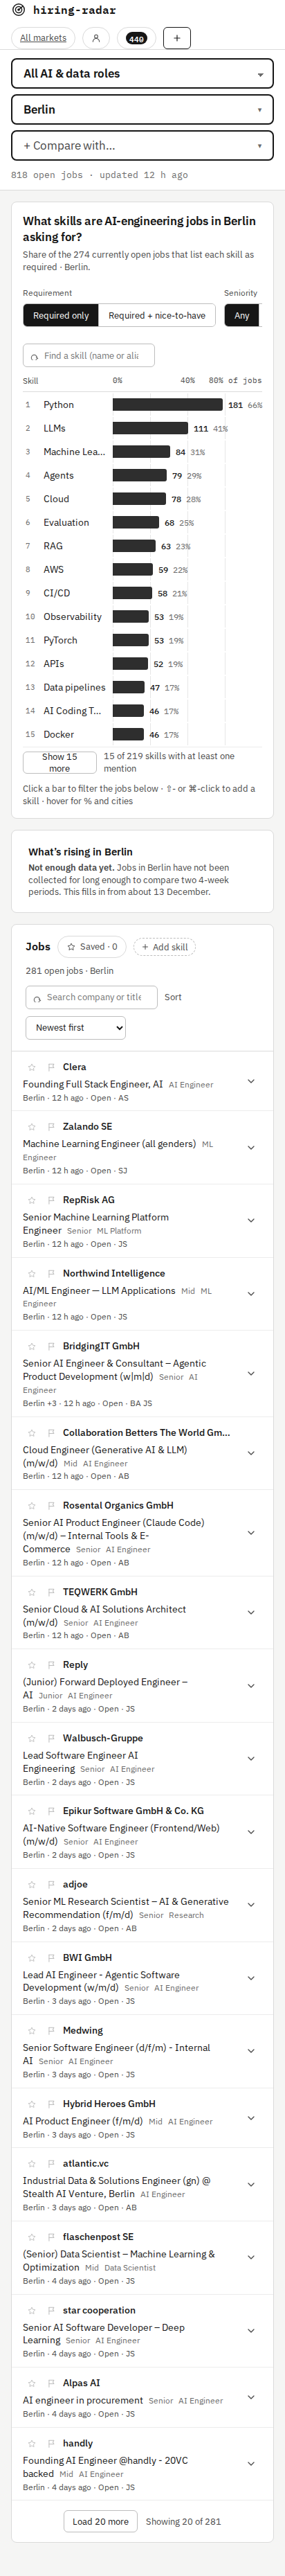 hiring-radar
All markets
440
+
All AI & data roles
Berlin
+ Compare with...
818 open jobs · updated 12 h ago
What skills are AI-engineering jobs in Berlin
asking for?
Share of the 274 currently open jobs that list each skill as
required · Berlin.
Requirement
Seniority
Required only
Required + nice-to-have
Any
Find a skill (name or alia
Skill 0% 40% 80% of jobs
1 Python 181 66%
2 LLMs 111 41%
3 Machine Lea... 84 31%
4 Agents 79 29%
5 Cloud 78 28%
6 Evaluation 68 25%
7 RAG 63 23%
8 AWS 59 22%
9 CI/CD 58 21%
10 Observability 53 19%
11 PyTorch 53 19%
12 APIs 52 19%
13 Data pipelines 47 17%
14 AI Coding T... 46 17%
15 Docker 46 17%
Show 15
more
15 of 219 skills with at least one
mention
Click a bar to filter the jobs below · ⇧- or ⌘-click to add a
skill · hover for % and cities
What's rising in Berlin
Not enough data yet. Jobs in Berlin have not been
collected for long enough to compare two 4-week
periods. This fills in from about 13 December.
Jobs
Saved · 0
+ Add skill
281 open jobs · Berlin
Search company or title
Sort
Newest first
Clera
Founding Full Stack Engineer, AI AI Engineer
Berlin · 12 h ago · Open · AS
Zalando SE
Machine Learning Engineer (all genders) ML
Engineer
Berlin · 12 h ago · Open · SJ
RepRisk AG
Senior Machine Learning Platform
Engineer Senior ML Platform
Berlin · 12 h ago · Open · JS
Northwind Intelligence
AI/ML Engineer — LLM Applications Mid ML
Engineer
Berlin · 12 h ago · Open · JS
BridgingIT GmbH
Senior AI Engineer & Consultant – Agentic
Product Development (w|m|d) Senior AI
Engineer
Berlin +3 · 12 h ago · Open · BA JS
Collaboration Betters The World Gm...
Cloud Engineer (Generative AI & LLM)
(m/w/d) Mid AI Engineer
Berlin · 12 h ago · Open · AB
Rosental Organics GmbH
Senior AI Product Engineer (Claude Code)
(m/w/d) – Internal Tools & E-
Commerce Senior AI Engineer
Berlin · 12 h ago · Open · AB
TEQWERK GmbH
Senior Cloud & AI Solutions Architect
(m/w/d) Senior AI Engineer
Berlin · 12 h ago · Open · AB
Reply
(Junior) Forward Deployed Engineer –
AI Junior AI Engineer
Berlin · 2 days ago · Open · JS
Walbusch-Gruppe
Lead Software Engineer AI
Engineering Senior AI Engineer
Berlin · 2 days ago · Open · JS
Epikur Software GmbH & Co. KG
AI-Native Software Engineer (Frontend/Web)
(m/w/d) Senior AI Engineer
Berlin · 2 days ago · Open · JS
adjoe
Senior ML Research Scientist – AI & Generative
Recommendation (f/m/d) Senior Research
Berlin · 2 days ago · Open · AB
BWI GmbH
Lead AI Engineer - Agentic Software
Development (w/m/d) Senior AI Engineer
Berlin · 3 days ago · Open · JS
Medwing
Senior Software Engineer (d/f/m) - Internal
AI Senior AI Engineer
Berlin · 3 days ago · Open · JS
Hybrid Heroes GmbH
AI Product Engineer (f/m/d) Mid AI Engineer
Berlin · 3 days ago · Open · JS
atlantic.vc
Industrial Data & Solutions Engineer (gn) @
Stealth AI Venture, Berlin AI Engineer
Berlin · 3 days ago · Open · AB
flaschenpost SE
(Senior) Data Scientist – Machine Learning &
Optimization Mid Data Scientist
Berlin · 4 days ago · Open · JS
star cooperation
Senior AI Software Developer – Deep
Learning Senior AI Engineer
Berlin · 4 days ago · Open · JS
Alpas AI
AI engineer in procurement Senior AI Engineer
Berlin · 4 days ago · Open · JS
handly
Founding AI Engineer @handly - 20VC
backed Mid AI Engineer
Berlin · 4 days ago · Open · JS
Load 20 more
Showing 20 of 281